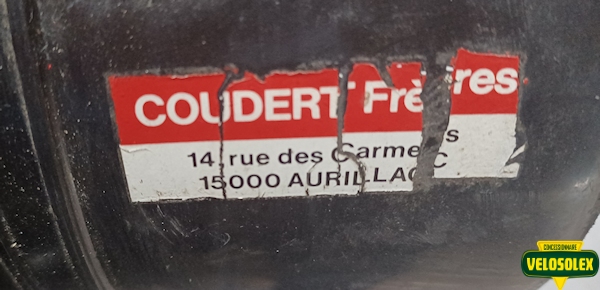 COUDERT Frères
14, rue des Carmes
15000 AURILLAC
CONCESSIONNAIRE
VELOSOLEX